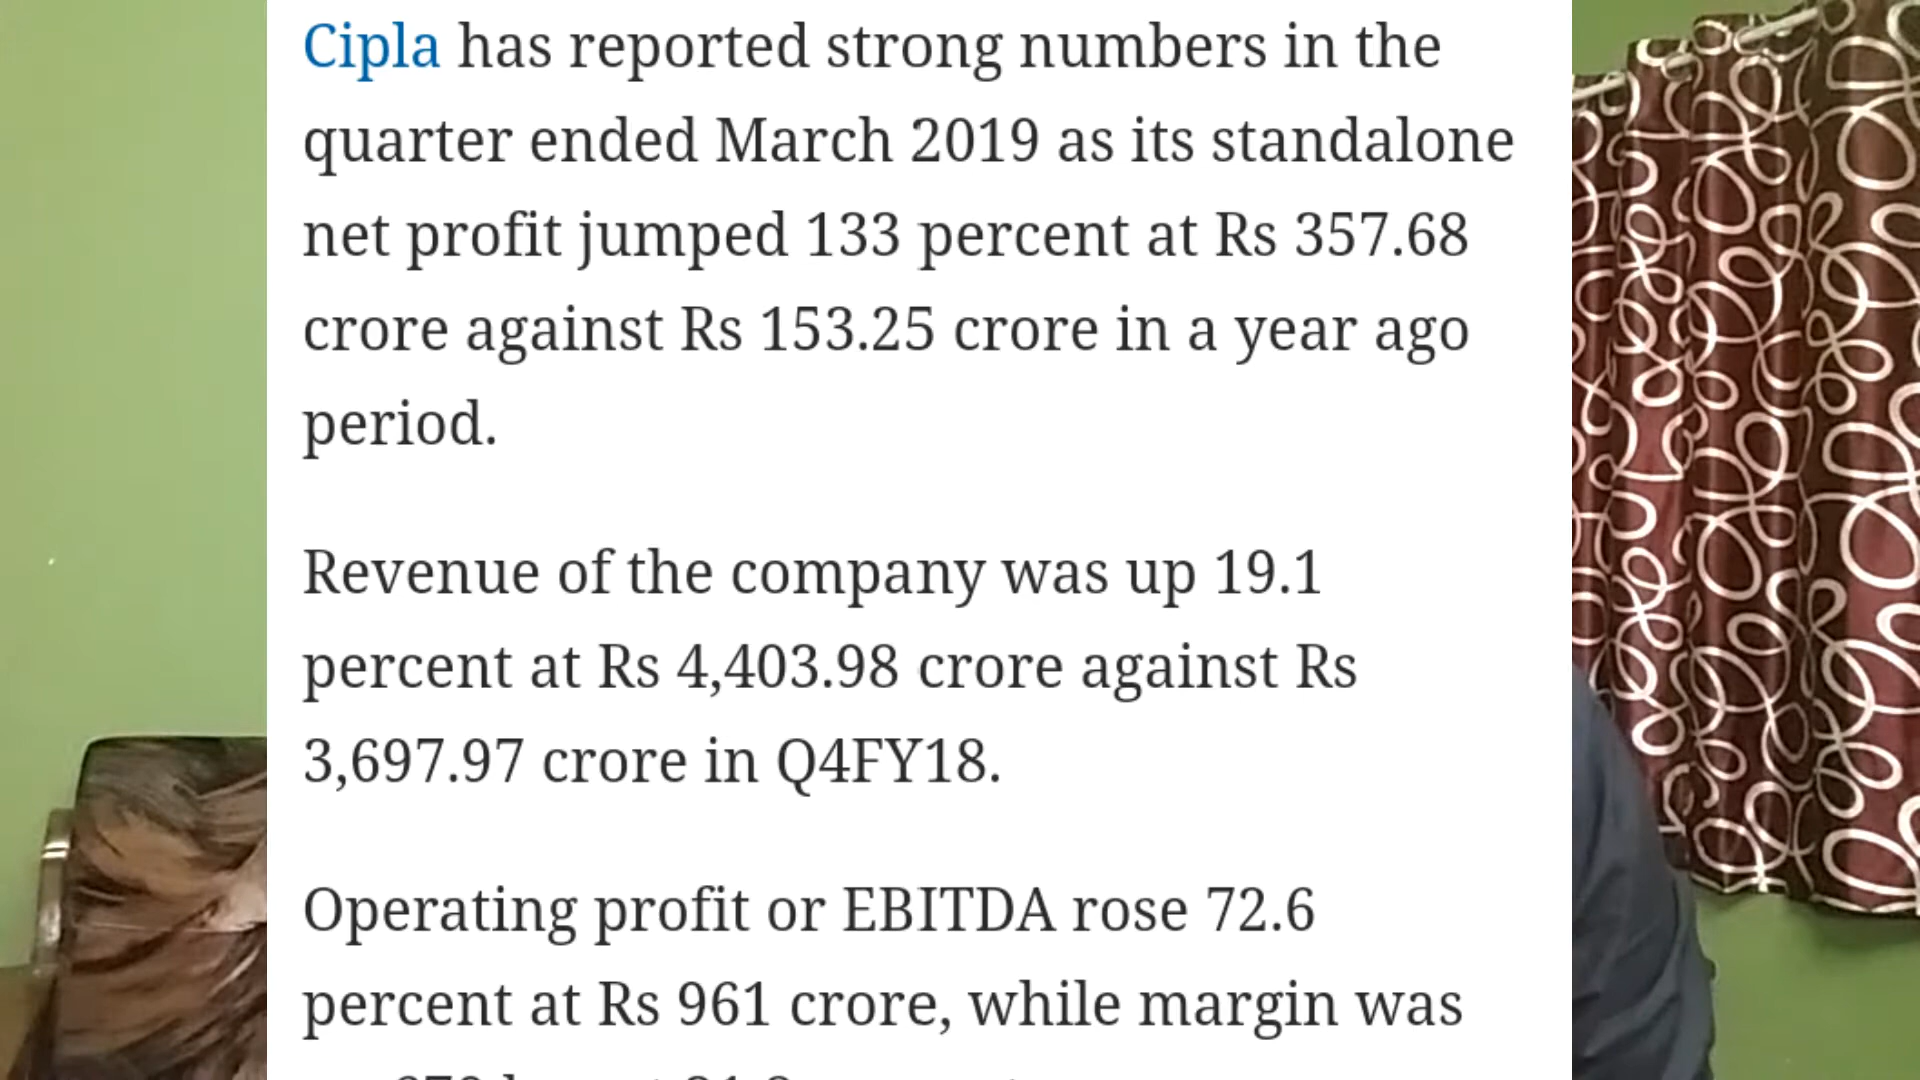 Cipla has reported strong numbers in the
quarter ended March 2019 as its standalone
net profit jumped 133 percent at Rs 357.68
crore against Rs 153.25 crore in a year ago
period.
Revenue of the company was up 19.1
percent at Rs 4,403.98 crore against Rs
3,697.97 crore in Q4FY18.
Operating profit or EBITDA rose 72.6
percent at Rs 961 crore, while margin was